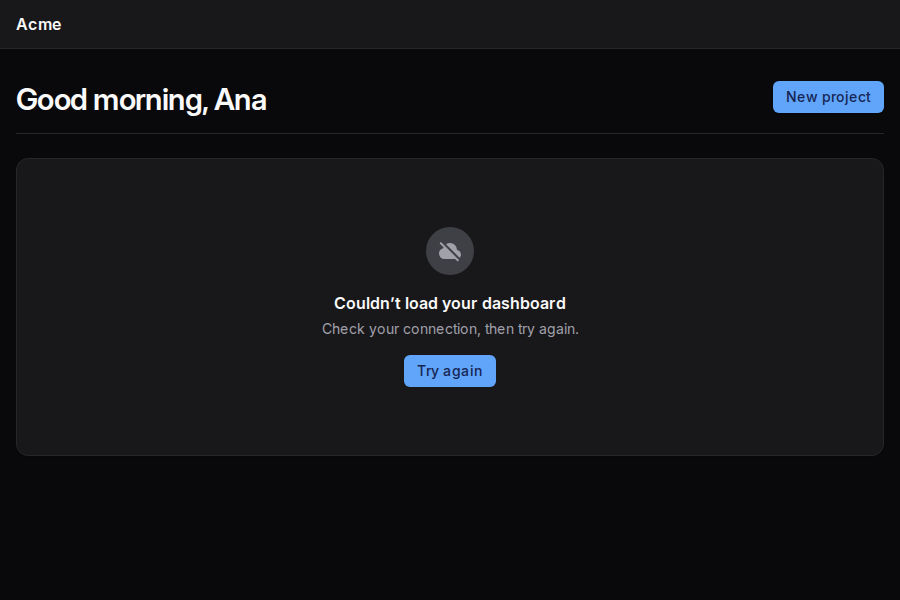 Acme
Good morning, Ana
New project
Couldn’t load your dashboard
Check your connection, then try again.
Try again